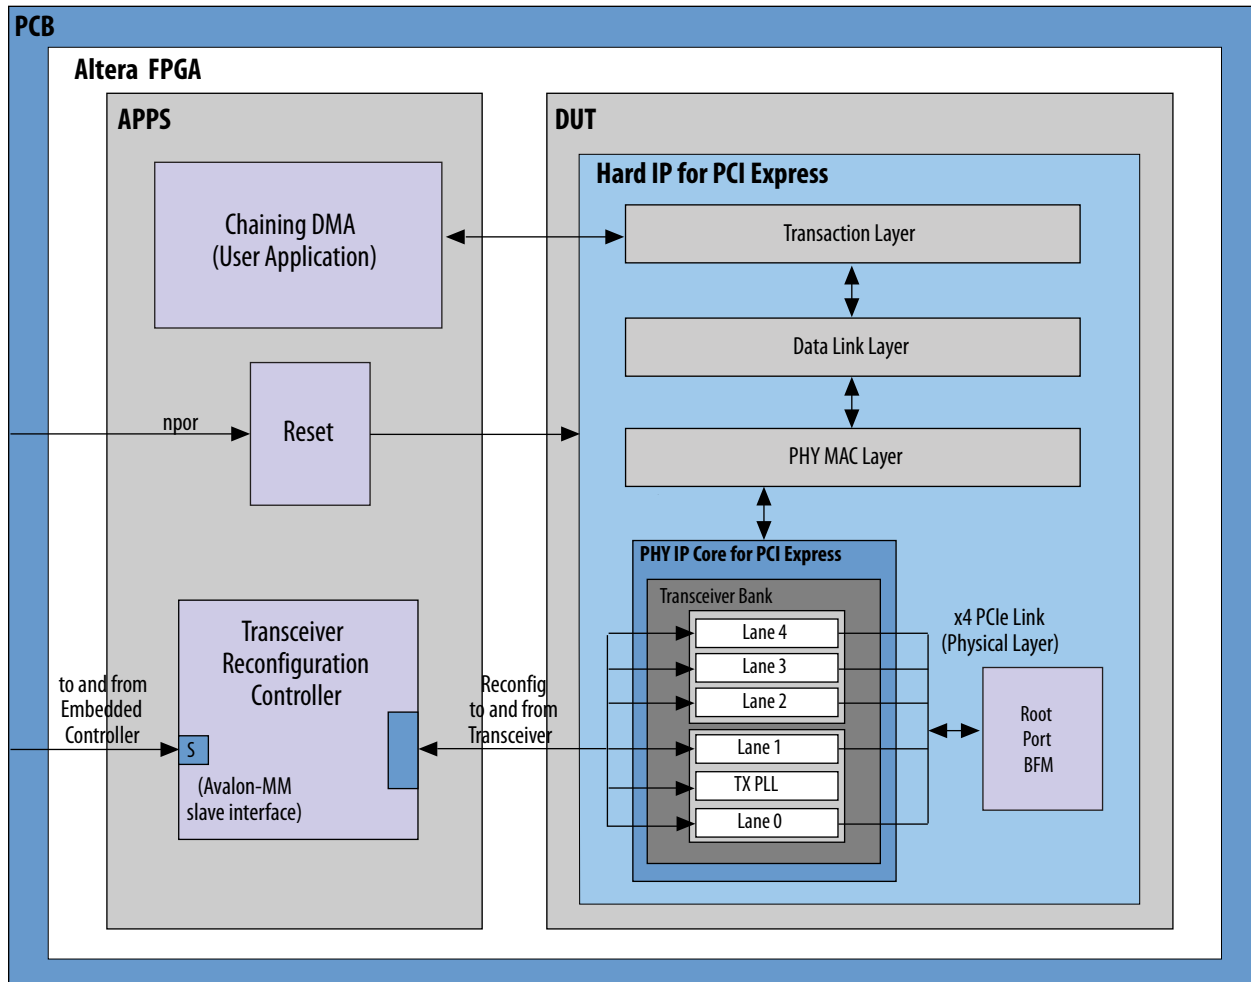 PCB
Altera FPGA
APPS
Chaining DMA
(User Application)
npor
Reset
Transceiver
Reconfiguration
Controller
to and from
Embedded
Controller
S
(Avalon-MM
slave interface)
Reconfig
to and from
Transceiver
DUT
Hard IP for PCI Express
Transaction Layer
Data Link Layer
PHY MAC Layer
PHY IP Core for PCI Express
Transceiver Bank
Lane 4
Lane 3
Lane 2
Lane 1
TX PLL
Lane 0
x4 PCIe Link
(Physical Layer)
Root
Port
BFM